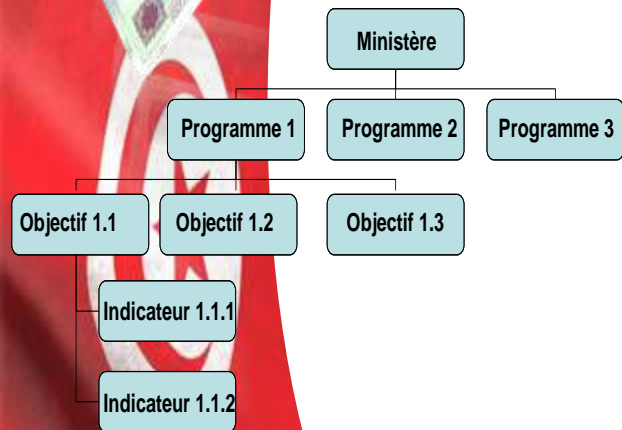 Ministère
Programme 1
Programme 2
Programme 3
Objectif 1.1
Objectif 1.2
Objectif 1.3
Indicateur 1.1.1
Indicateur 1.1.2